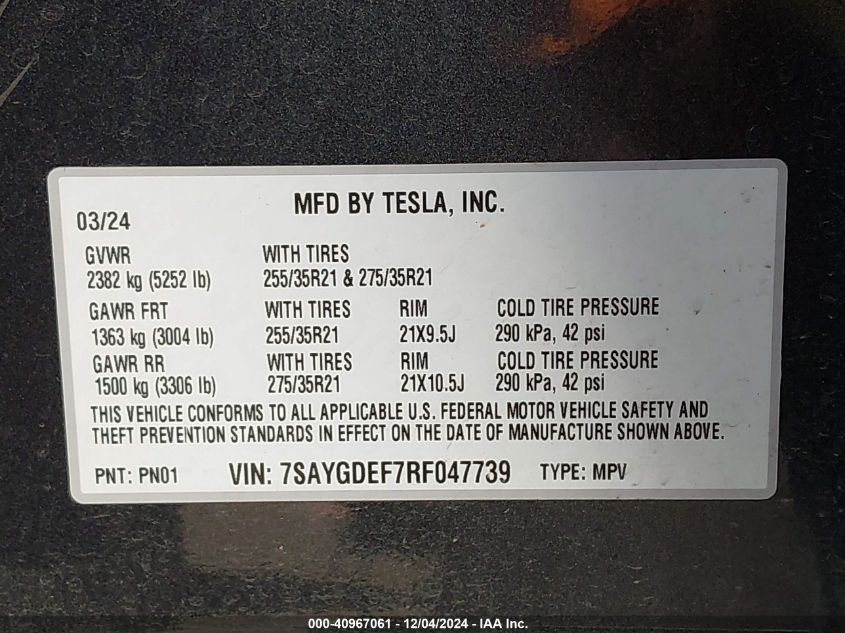 MFD BY TESLA, INC.
03/24
GVWR WITH TIRES
2382 kg (5252 lb) 255/35R21 & 275/35R21
GAWR FRT WITH TIRES RIM COLD TIRE PRESSURE
1363 kg (3004 lb) 255/35R21 21X9.5J 290 kPa, 42 psi
GAWR RR WITH TIRES RIM COLD TIRE PRESSURE
1500 kg (3306 lb) 275/35R21 21X10.5J 290 kPa, 42 psi
THIS VEHICLE CONFORMS TO ALL APPLICABLE U.S. FEDERAL MOTOR VEHICLE SAFETY AND
THEFT PREVENTION STANDARDS IN EFFECT ON THE DATE OF MANUFACTURE SHOWN ABOVE.
PNT: PN01 VIN: 7SAYGDEF7RF047739 TYPE: MPV
000-40967061 - 12/04/2024 - IAA Inc.